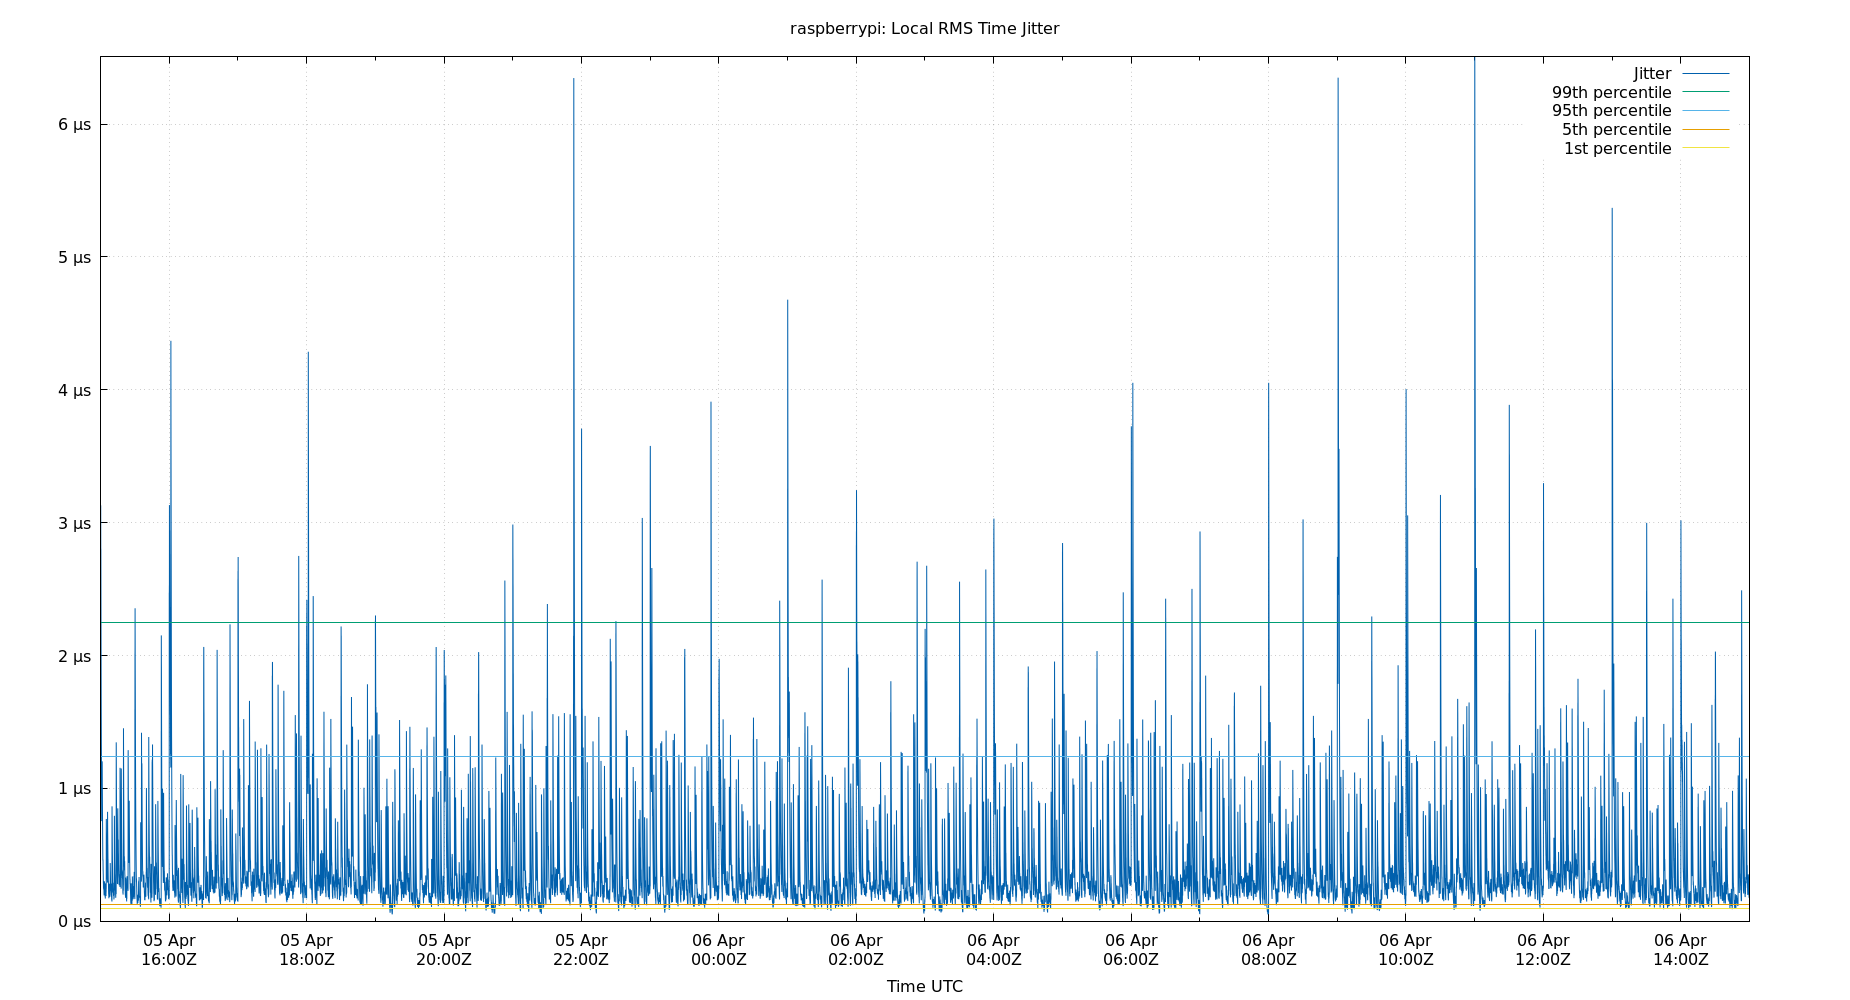 raspberrypi: Local RMS Time Jitter
Jitter
99th percentile
95th percentile
5th percentile
1st percentile
6 μs
5 μs
4 μs
3 μs
2 μs
1 μs
0 μs
05 Apr 05 Apr 05 Apr 05 Apr 06 Apr 06 Apr 06 Apr 06 Apr 06 Apr 06 Apr 06 Apr 06 Apr
16:00Z 18:00Z 20:00Z 22:00Z 00:00Z 02:00Z 04:00Z 06:00Z 08:00Z 10:00Z 12:00Z 14:00Z
Time UTC